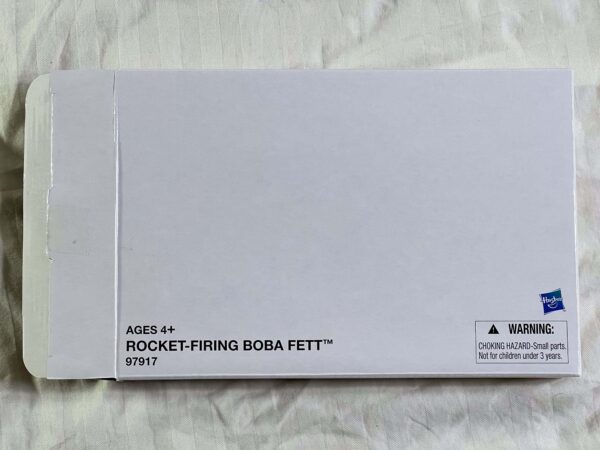 Hasbro
AGES 4+
ROCKET-FIRING BOBA FETT™
97917
⚠ WARNING:
CHOKING HAZARD-Small parts.
Not for children under 3 years.